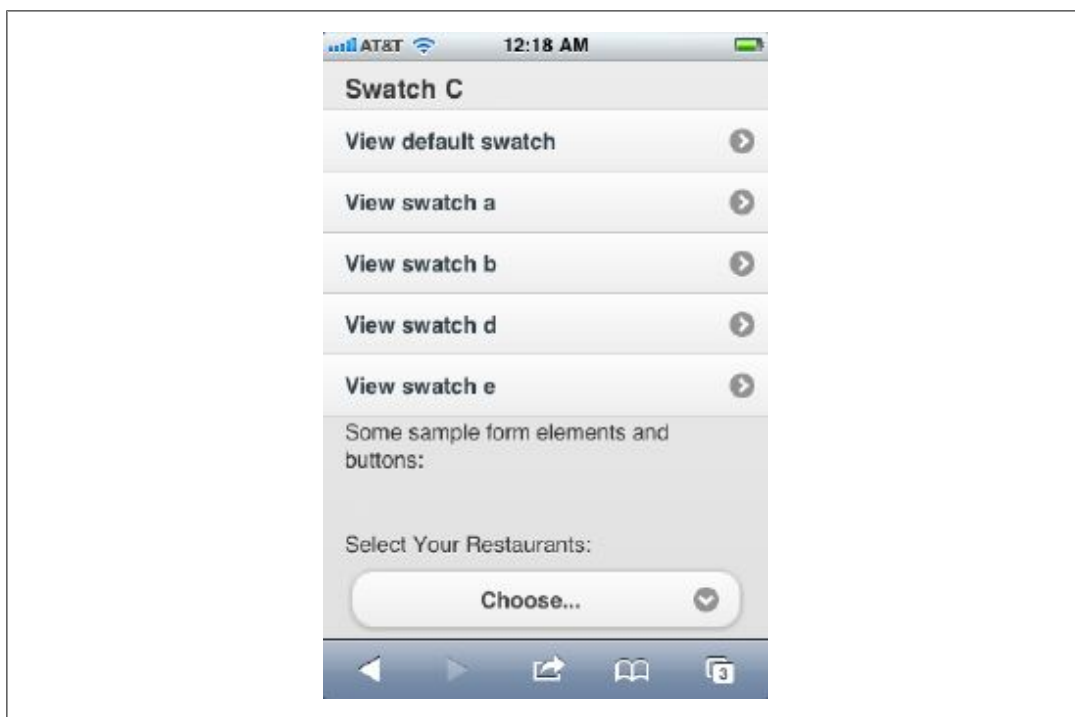 AT&T 12:18 AM
Swatch C
View default swatch
View swatch a
View swatch b
View swatch d
View swatch e
Some sample form elements and
buttons:
Select Your Restaurants:
Choose...
3